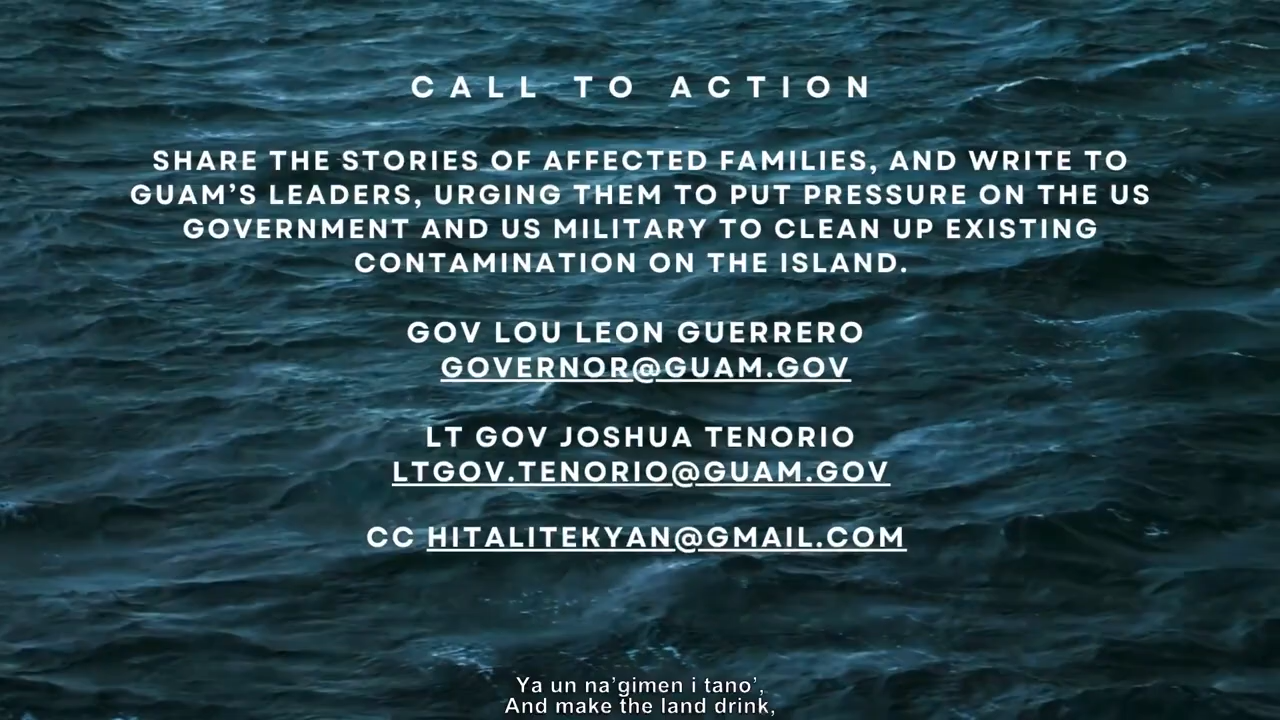 CALL TO ACTION
SHARE THE STORIES OF AFFECTED FAMILIES, AND WRITE TO
GUAM'S LEADERS, URGING THEM TO PUT PRESSURE ON THE US
GOVERNMENT AND US MILITARY TO CLEAN UP EXISTING
CONTAMINATION ON THE ISLAND.
GOV LOU LEON GUERRERO
GOVERNOR@GUAM.GOV
LT GOV JOSHUA TENORIO
LTGOV.TENORIO@GUAM.GOV
CC HITALITEKYAN@GMAIL.COM
Ya un na'gimen i tano',
And make the land drink,